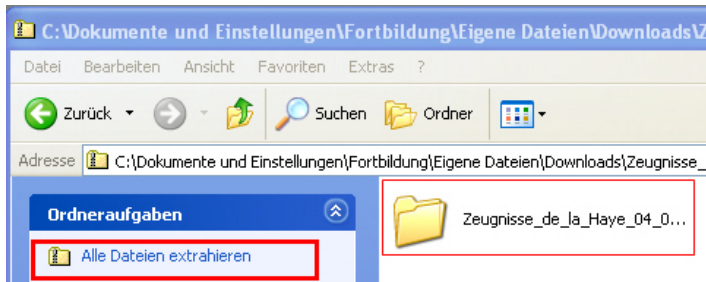 C:\Dokumente und Einstellungen\Fortbildung\Eigene Dateien\Downloads\Z
Datei Bearbeiten Ansicht Favoriten Extras ?
Zurück Suchen Ordner
Adresse C:\Dokumente und Einstellungen\Fortbildung\Eigene Dateien\Downloads\Zeugnisse_
Ordneraufgaben
Zeugnisse_de_la_Haye_04_0...
Alle Dateien extrahieren